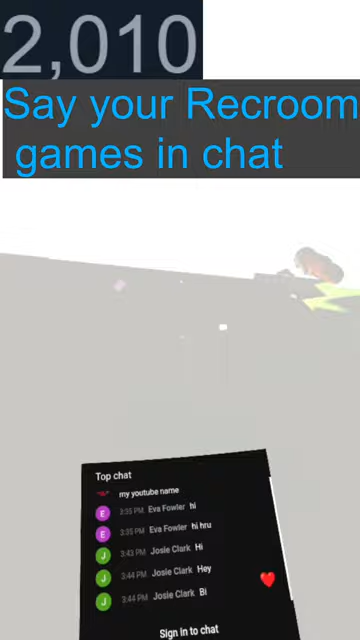 2,010
Say your Recroom
games in chat
Top chat
my youtube name
E 3:35 PM Eva Fowler hi
E 3:35 PM Eva Fowler hi hru
J 3:43 PM Josie Clark Hi
J 3:44 PM Josie Clark Hey
J 3:44 PM Josie Clark Bi
Sign in to chat